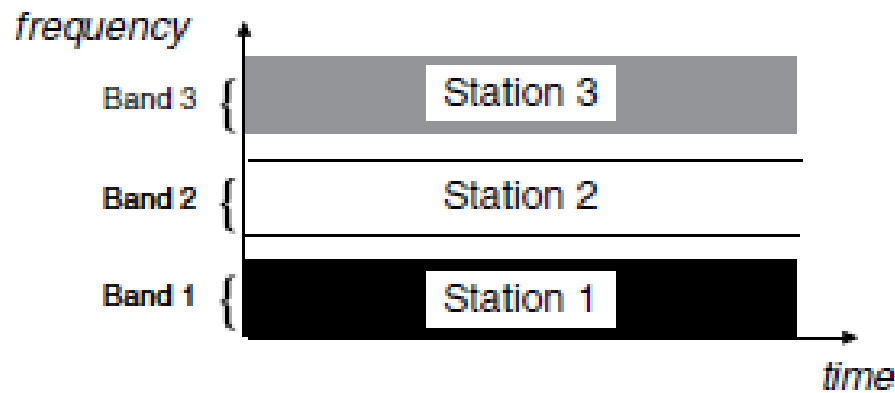 frequency
Band 3 { Station 3
Band 2 { Station 2
Band 1 { Station 1
time